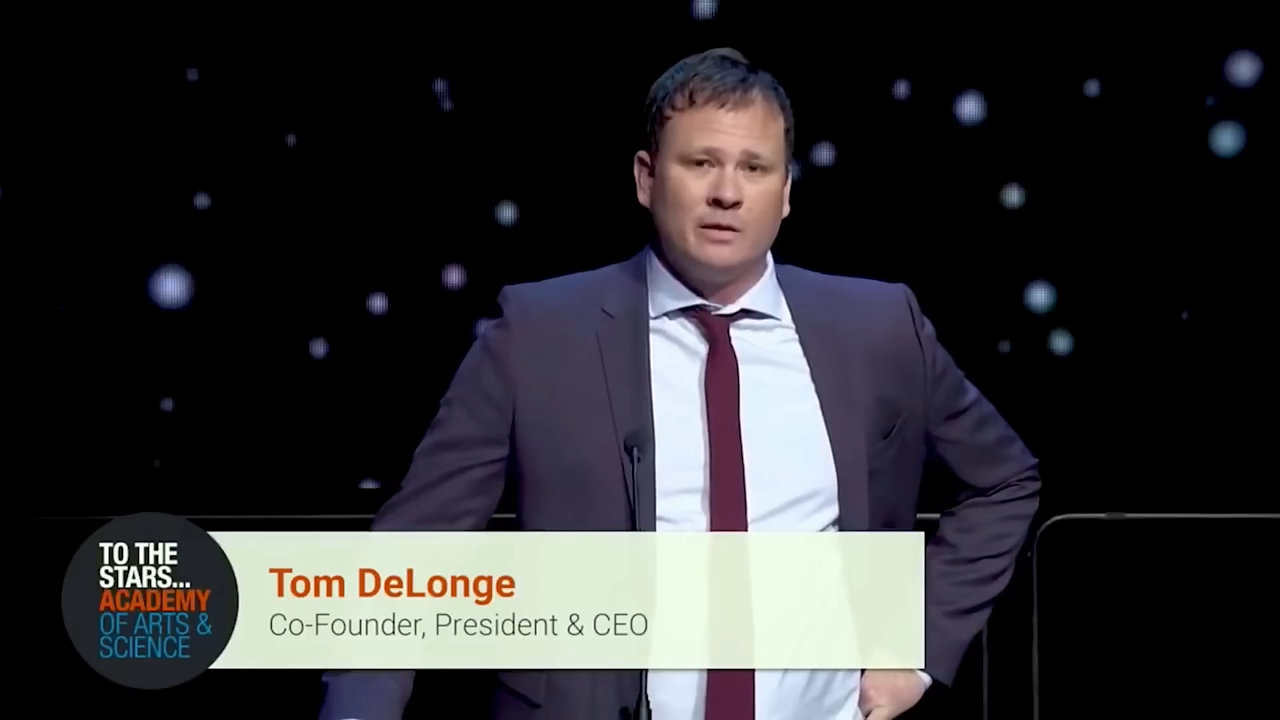 TO THE
STARS...
ACADEMY
OF ARTS &
SCIENCE
Tom DeLonge
Co-Founder, President & CEO